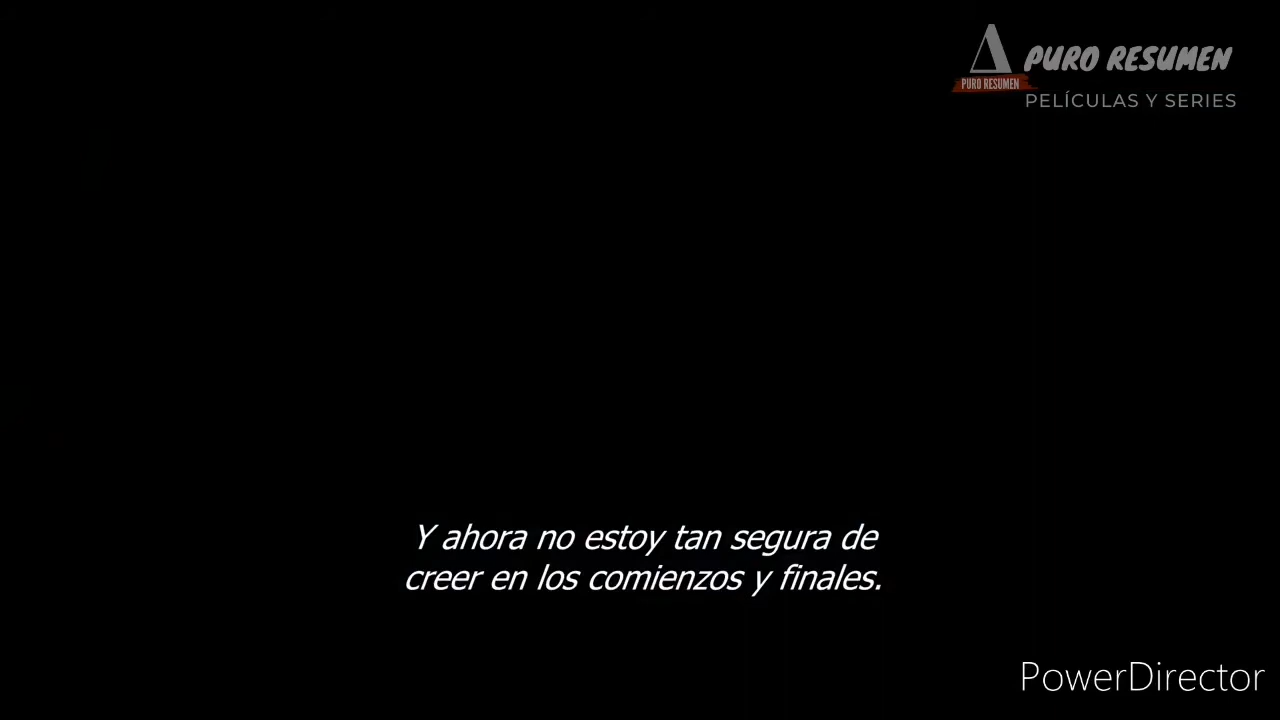 PURO RESUMEN
PURO RESUMEN
PELÍCULAS Y SERIES
Y ahora no estoy tan segura de
creer en los comienzos y finales.
PowerDirector